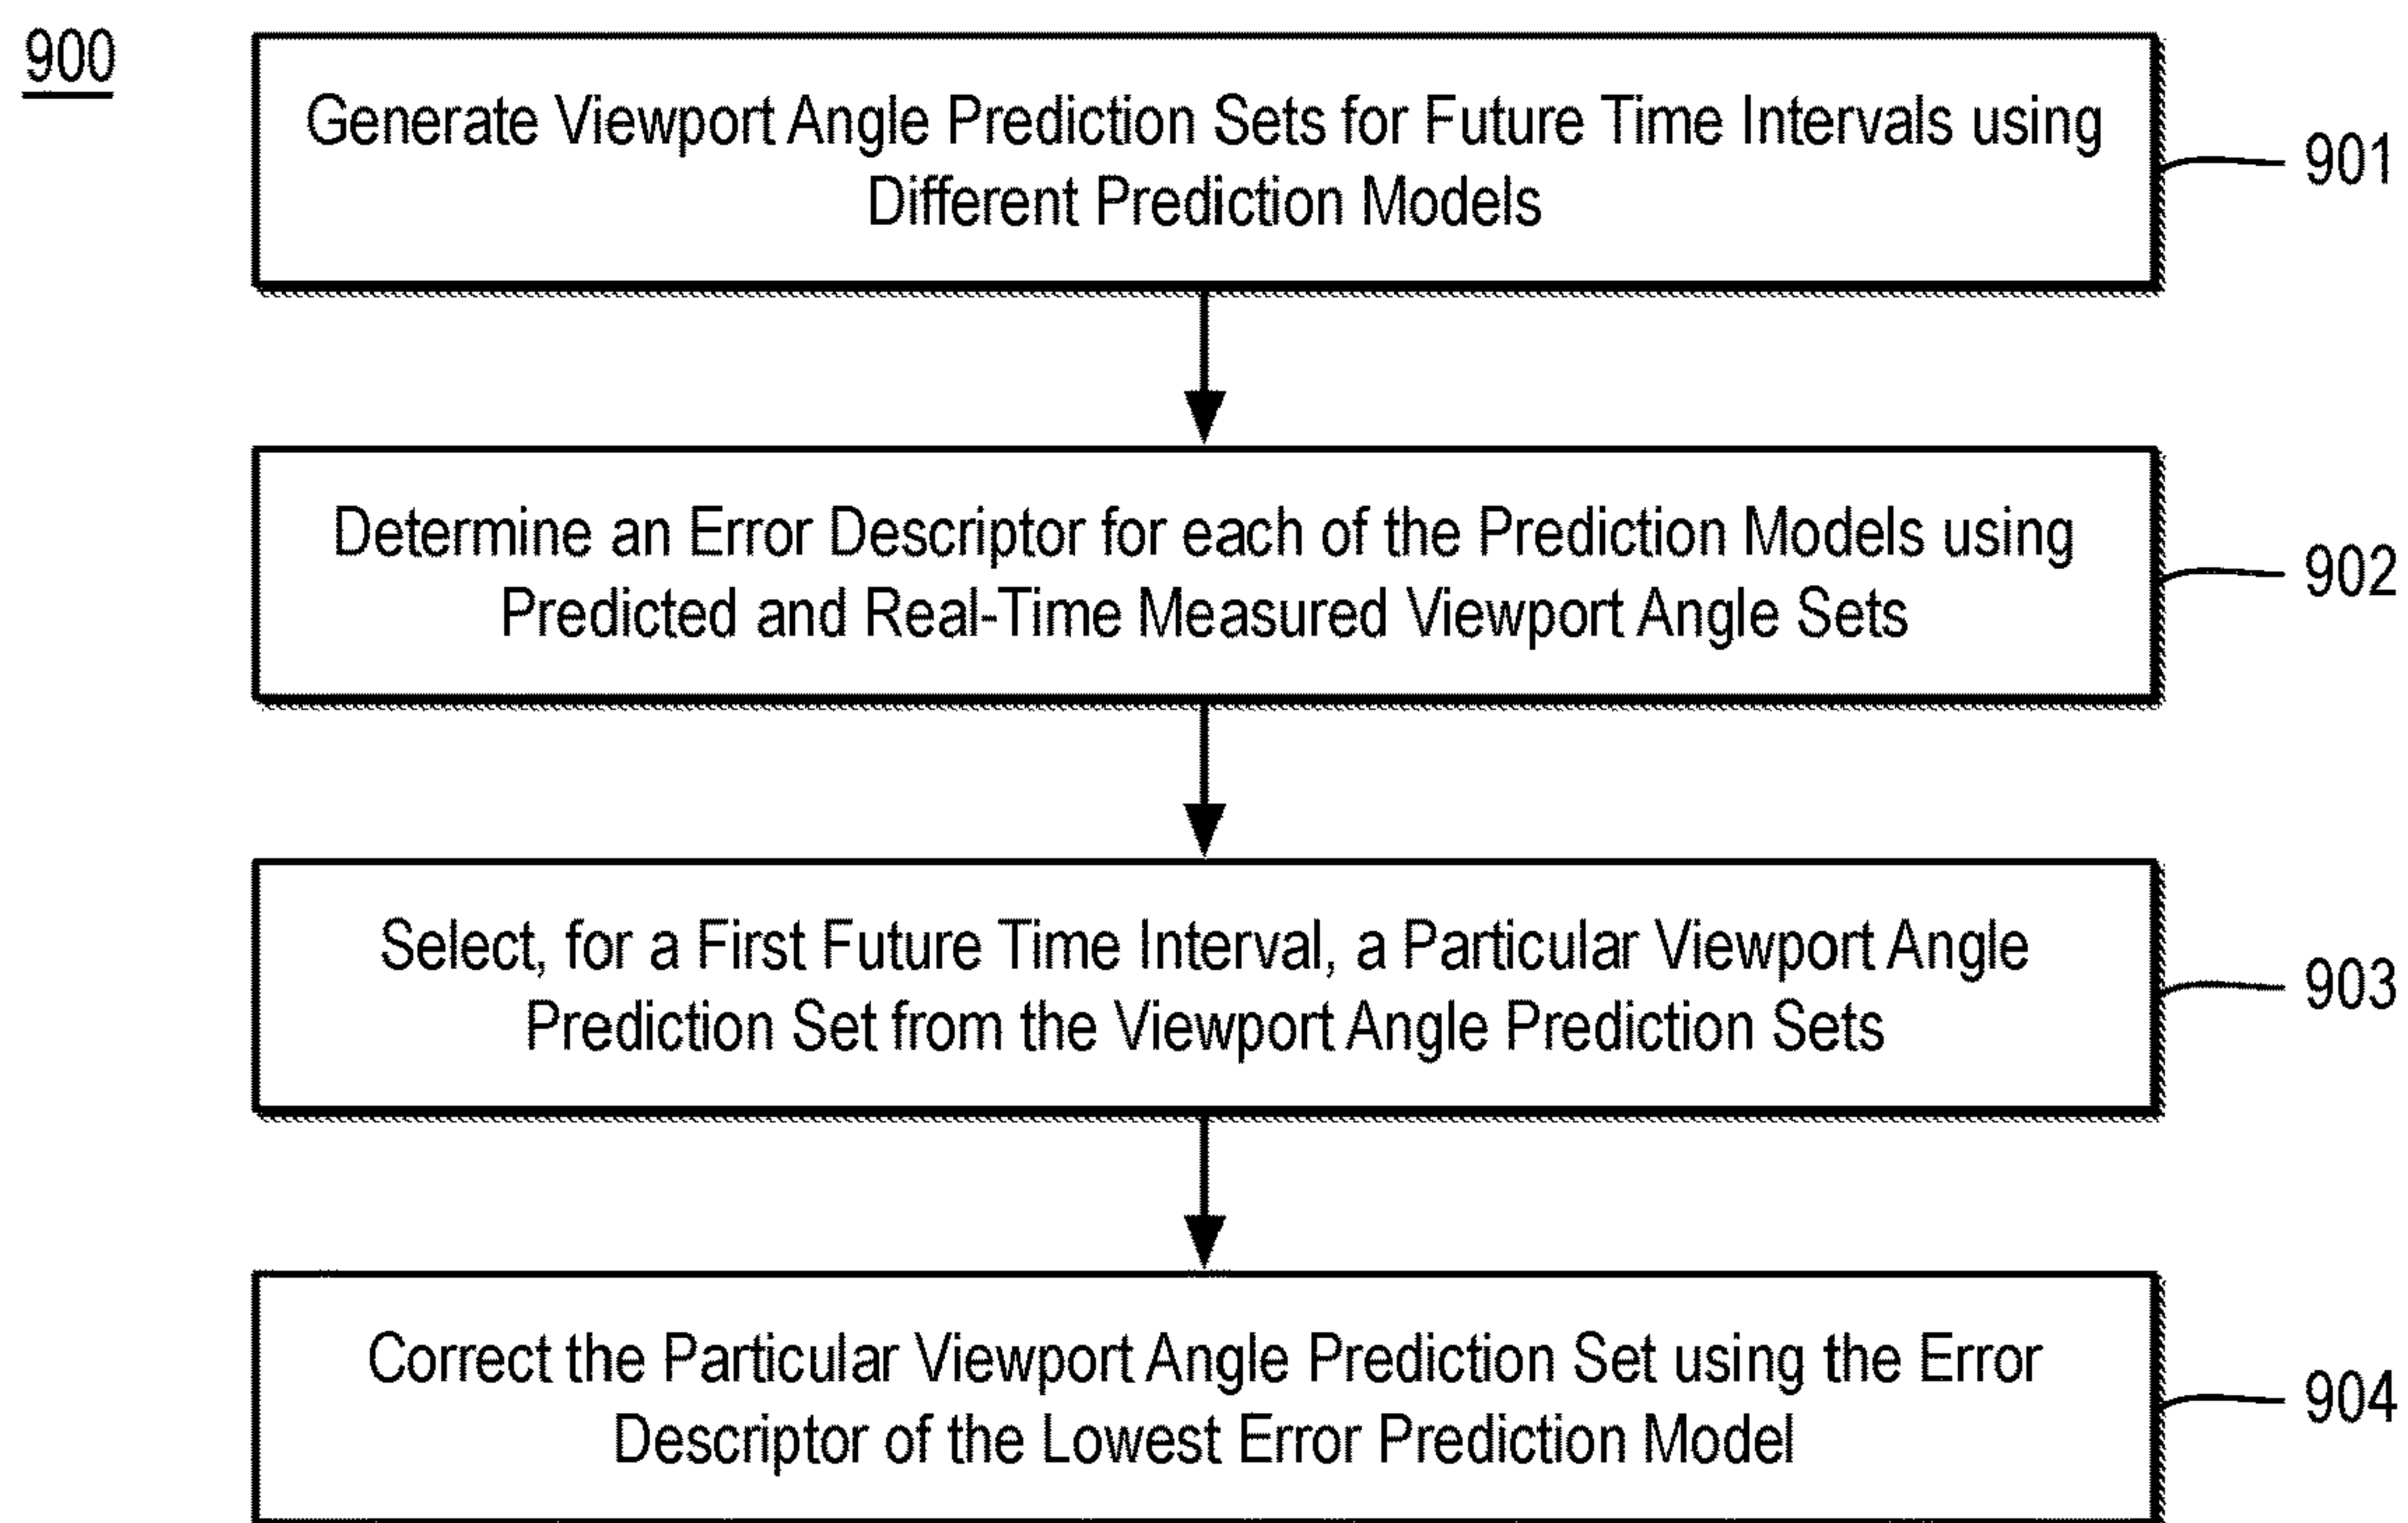 900
Generate Viewport Angle Prediction Sets for Future Time Intervals using
Different Prediction Models
901
Determine an Error Descriptor for each of the Prediction Models using
Predicted and Real-Time Measured Viewport Angle Sets
902
Select, for a First Future Time Interval, a Particular Viewport Angle
Prediction Set from the Viewport Angle Prediction Sets
903
Correct the Particular Viewport Angle Prediction Set using the Error
Descriptor of the Lowest Error Prediction Model
904